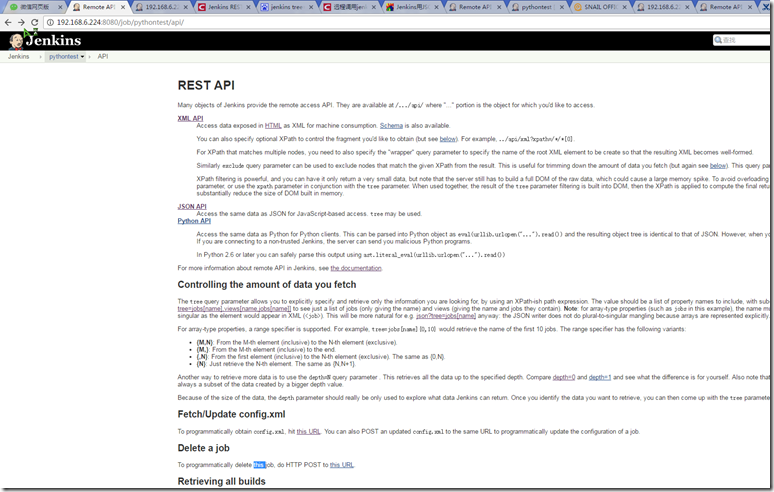 微信网页版
Remote API
192.168.6.224
Jenkins RES
jenkins tree
远程调用jen
Jenkins用JS
Remote API
pythontest
SNAIL OFFI
192.168.6.2
Remote API
192.168.6.224:8080/job/pythontest/api/
Jenkins
查找
Jenkins › pythontest › API
REST API
Many objects of Jenkins provide the remote access API. They are available at /.../api/ where "..." portion is the object for which you'd like to access.
XML API
Access data exposed in HTML as XML for machine consumption. Schema is also available.
You can also specify optional XPath to control the fragment you'd like to obtain (but see below). For example, ../api/xml?xpath=/*/*[0].
For XPath that matches multiple nodes, you need to also specify the "wrapper" query parameter to specify the name of the root XML element to be create so that the resulting XML becomes well-formed.
Similarly exclude query parameter can be used to exclude nodes that match the given XPath from the result. This is useful for trimming down the amount of data you fetch (but again see below). This query para
XPath filtering is powerful, and you can have it only return a very small data, but note that the server still has to build a full DOM of the raw data, which could cause a large memory spike. To avoid overloading
parameter, or use the xpath parameter in conjunction with the tree parameter. When used together, the result of the tree parameter filtering is built into DOM, then the XPath is applied to compute the final retur
substantially reduce the size of DOM built in memory.
JSON API
Access the same data as JSON for JavaScript-based access. tree may be used.
Python API
Access the same data as Python for Python clients. This can be parsed into Python object as eval(urllib.urlopen("...").read()) and the resulting object tree is identical to that of JSON. However, when yo
If you are connecting to a non-trusted Jenkins, the server can send you malicious Python programs.
In Python 2.6 or later you can safely parse this output using ast.literal_eval(urllib.urlopen("...").read())
For more information about remote API in Jenkins, see the documentation.
Controlling the amount of data you fetch
The tree query parameter allows you to explicitly specify and retrieve only the information you are looking for, by using an XPath-ish path expression. The value should be a list of property names to include, with sub
tree=jobs[name],views[name,jobs[name]] to see just a list of jobs (only giving the name) and views (giving the name and jobs they contain). Note: for array-type properties (such as jobs in this example), the name mu
singular as the element would appear in XML (<job>). This will be more natural for e.g. json?tree=jobs[name] anyway: the JSON writer does not do plural-to-singular mangling because arrays are represented explicitly
For array-type properties, a range specifier is supported. For example, tree=jobs[name]{0,10} would retrieve the name of the first 10 jobs. The range specifier has the following variants:
• {M,N}: From the M-th element (inclusive) to the N-th element (exclusive).
• {M,}: From the M-th element (inclusive) to the end.
• {,N}: From the first element (inclusive) to the N-th element (exclusive). The same as {0,N}.
• {N}: Just retrieve the N-th element. The same as {N,N+1}.
Another way to retrieve more data is to use the depth=N query parameter . This retrieves all the data up to the specified depth. Compare depth=0 and depth=1 and see what the difference is for yourself. Also note that
always a subset of the data created by a bigger depth value.
Because of the size of the data, the depth parameter should really be only used to explore what data Jenkins can return. Once you identify the data you want to retrieve, you can then come up with the tree paramete
Fetch/Update config.xml
To programmatically obtain config.xml, hit this URL. You can also POST an updated config.xml to the same URL to programmatically update the configuration of a job.
Delete a job
To programmatically delete this job, do HTTP POST to this URL.
Retrieving all builds